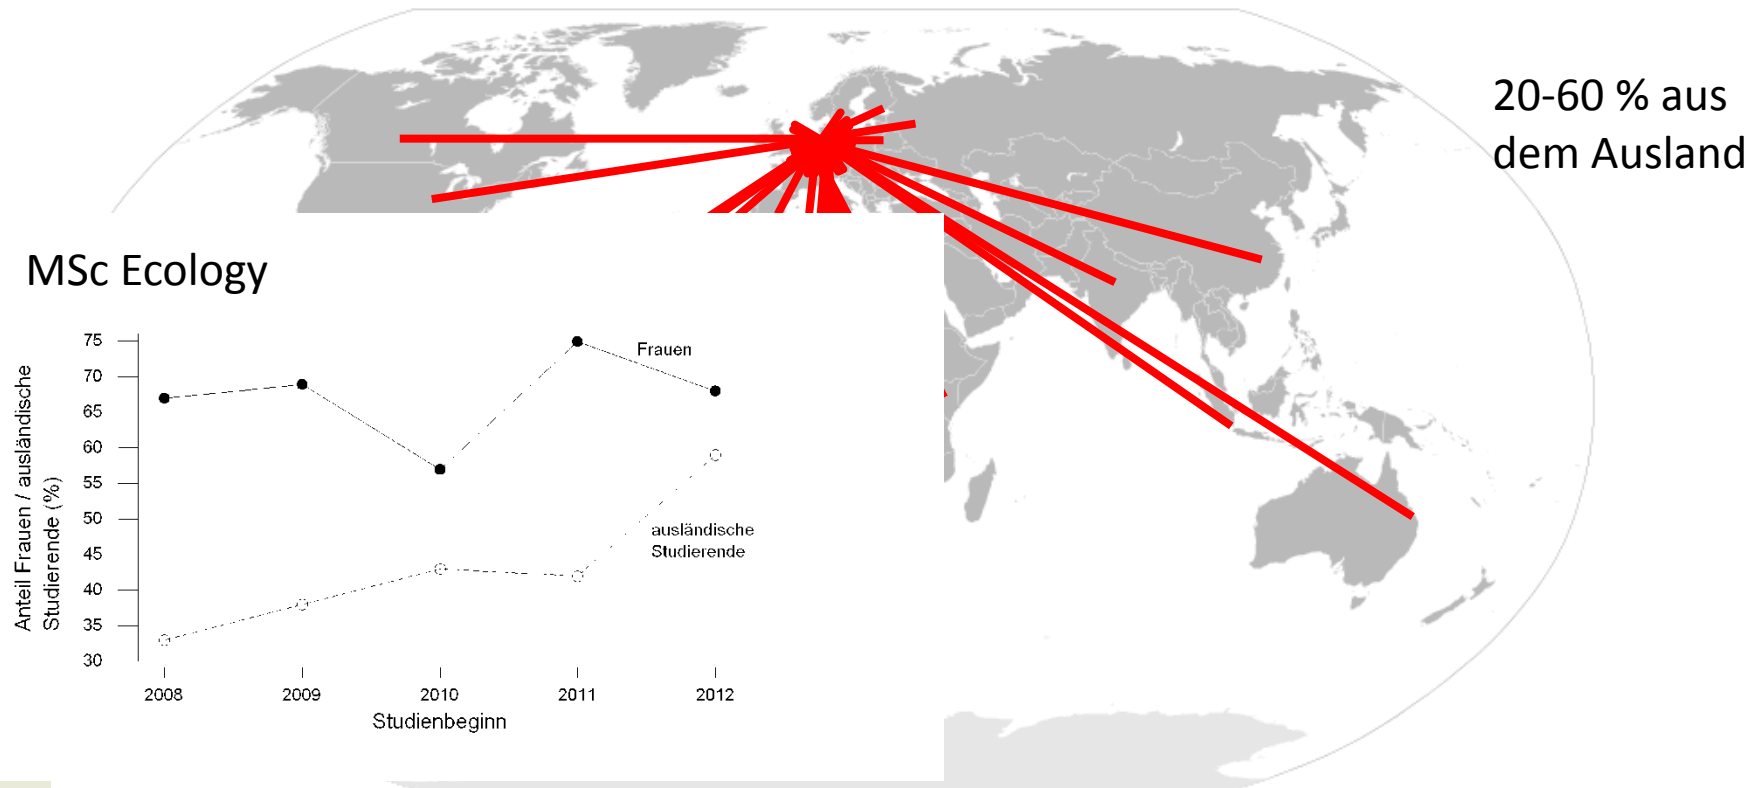 20-60 % aus
dem Ausland
MSc Ecology
Anteil Frauen / ausländische
Studierende (%)
75
70
65
60
55
50
45
40
35
30
Frauen
ausländische
Studierende
2008 2009 2010 2011 2012
Studienbeginn